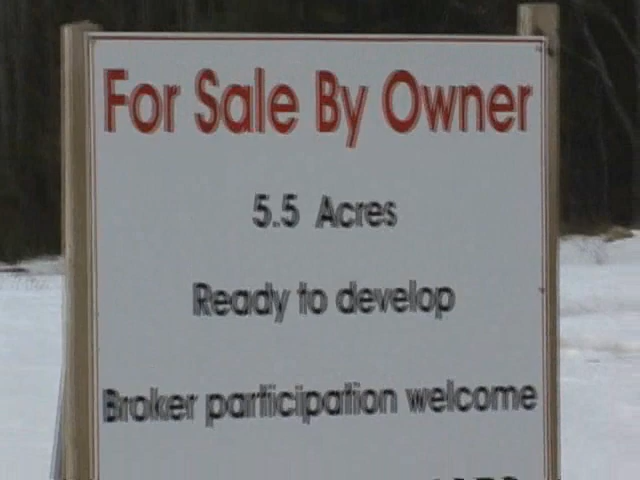 For Sale By Owner
5.5 Acres
Ready to develop
Broker participation welcome